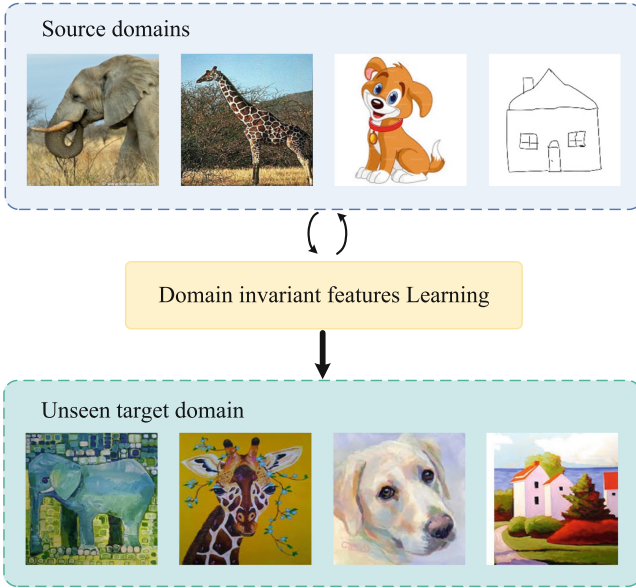 Source domains
Domain invariant features Learning
Unseen target domain